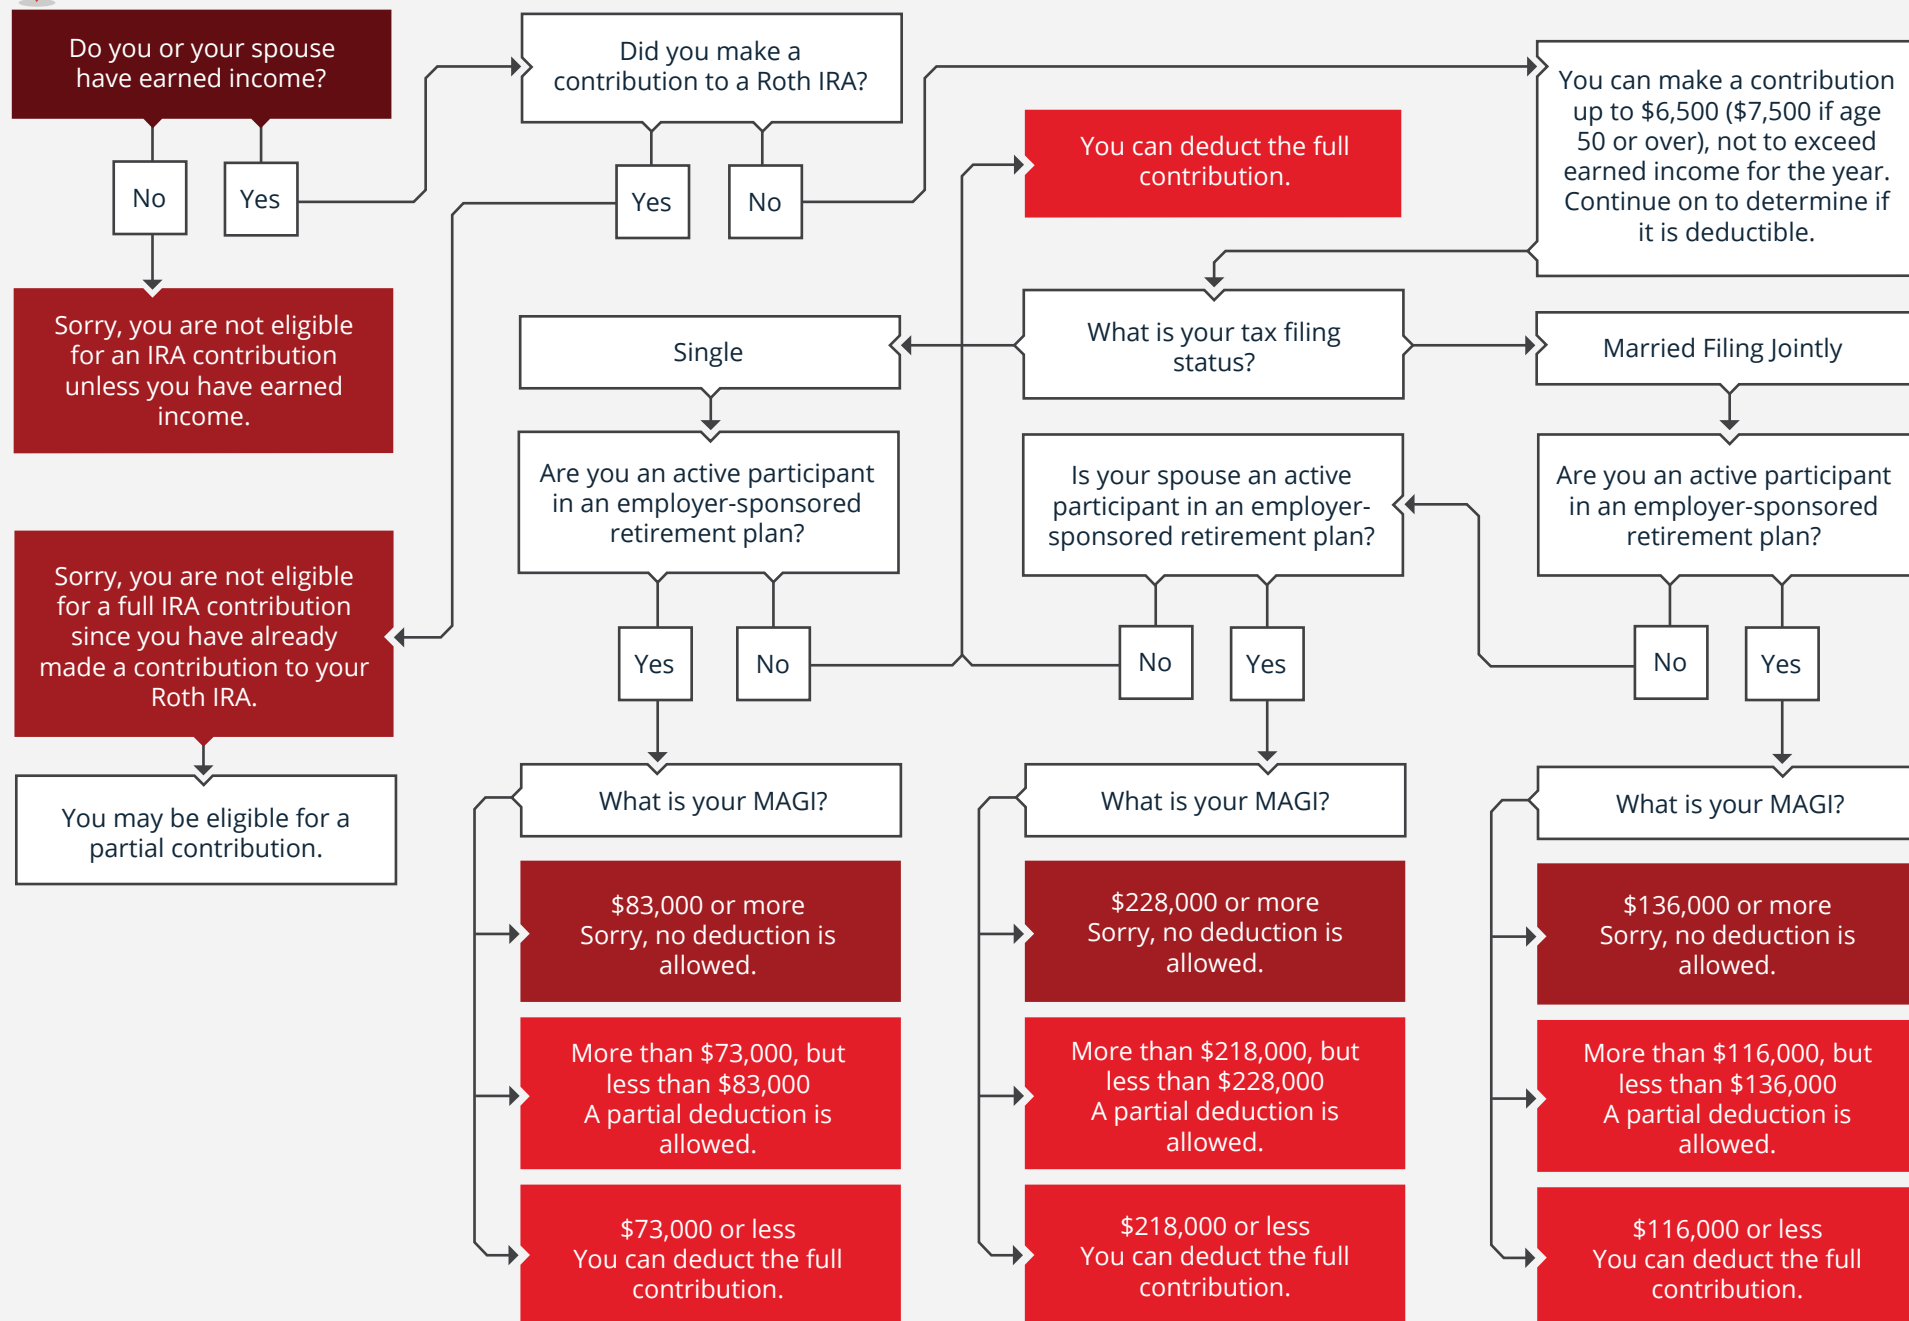 Do you or your spouse
have earned income?
No
Yes
Sorry, you are not eligible
for an IRA contribution
unless you have earned
income.
Did you make a
contribution to a Roth IRA?
Yes
No
Sorry, you are not eligible
for a full IRA contribution
since you have already
made a contribution to your
Roth IRA.
You may be eligible for a
partial contribution.
You can make a contribution
up to $6,500 ($7,500 if age
50 or over), not to exceed
earned income for the year.
Continue on to determine if
it is deductible.
You can deduct the full
contribution.
What is your tax filing
status?
Single
Married Filing Jointly
Are you an active participant
in an employer-sponsored
retirement plan?
Yes
No
Is your spouse an active
participant in an employer-
sponsored retirement plan?
No
Yes
Are you an active participant
in an employer-sponsored
retirement plan?
No
Yes
What is your MAGI?
$83,000 or more
Sorry, no deduction is
allowed.
More than $73,000, but
less than $83,000
A partial deduction is
allowed.
$73,000 or less
You can deduct the full
contribution.
What is your MAGI?
$228,000 or more
Sorry, no deduction is
allowed.
More than $218,000, but
less than $228,000
A partial deduction is
allowed.
$218,000 or less
You can deduct the full
contribution.
What is your MAGI?
$136,000 or more
Sorry, no deduction is
allowed.
More than $116,000, but
less than $136,000
A partial deduction is
allowed.
$116,000 or less
You can deduct the full
contribution.